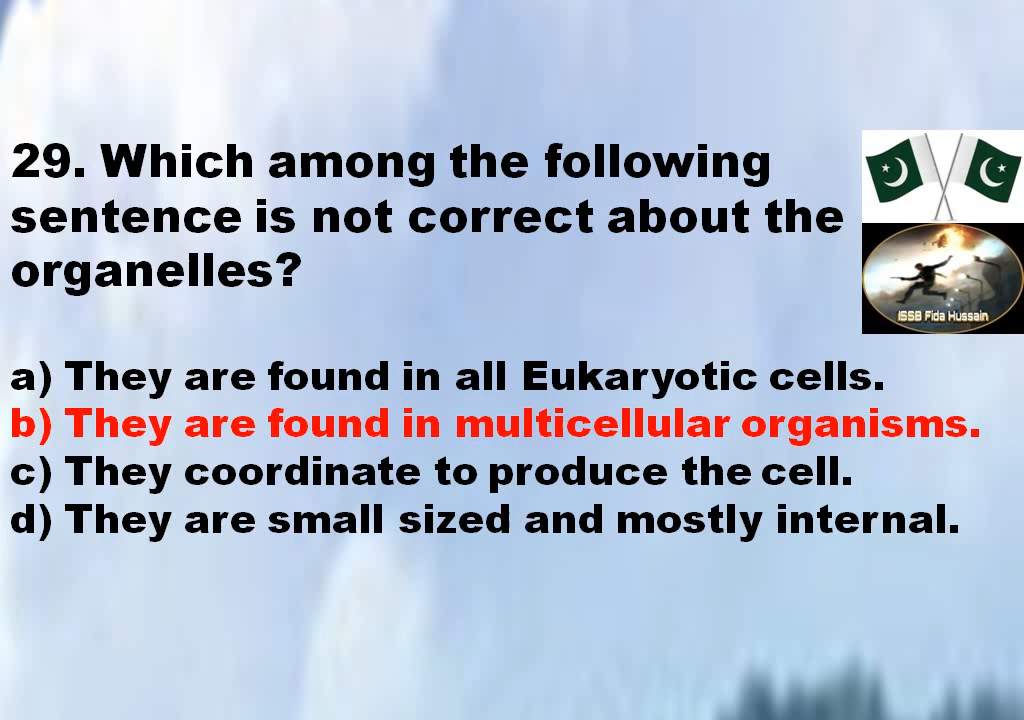 29. Which among the following
sentence is not correct about the
organelles?
ISSB Fida Hussain
a) They are found in all Eukaryotic cells.
b) They are found in multicellular organisms.
c) They coordinate to produce the cell.
d) They are small sized and mostly internal.